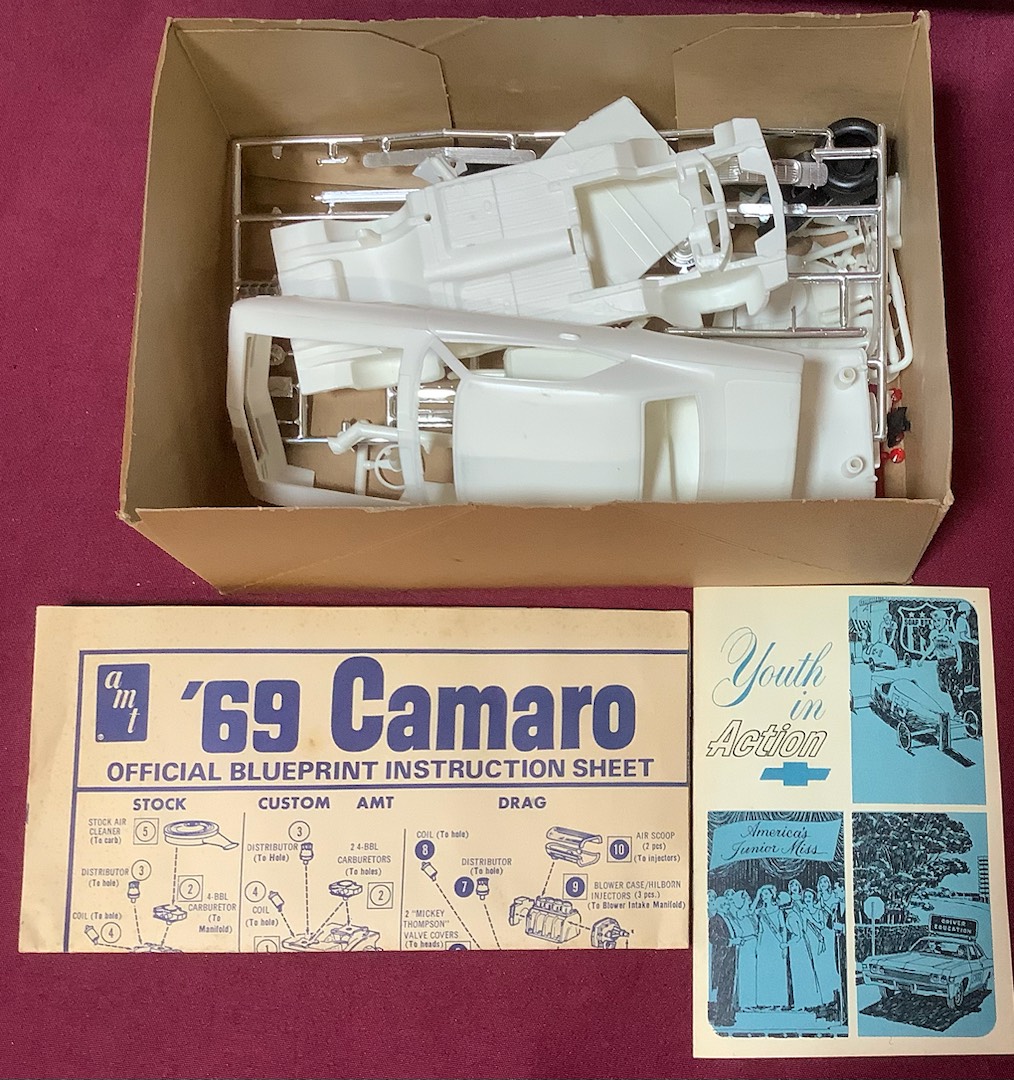 amt
'69 Camaro
OFFICIAL BLUEPRINT INSTRUCTION SHEET
STOCK CUSTOM AMT DRAG
STOCK AIR
CLEANER
(To carb)
5
3
DISTRIBUTOR
(To hole)
2
4-BBL
CARBURETOR
(To
Manifold)
COIL (To hole)
4
3
DISTRIBUTOR
(To Hole)
2 4-BBL
CARBURETORS
(To holes)
2
4
COIL
(To hole)
1
COIL (To hole)
8
DISTRIBUTOR
(To hole)
7
2 "MICKEY
THOMPSON"
VALVE COVERS
(To heads)
AIR SCOOP
(2 pcs)
(To injectors)
10
9
BLOWER CASE/HILBORN
INJECTORS (3 pcs.)
(To Blower Intake Manifold)
Youth
in
Action
America's
Junior Miss
DRIVER
EDUCATION